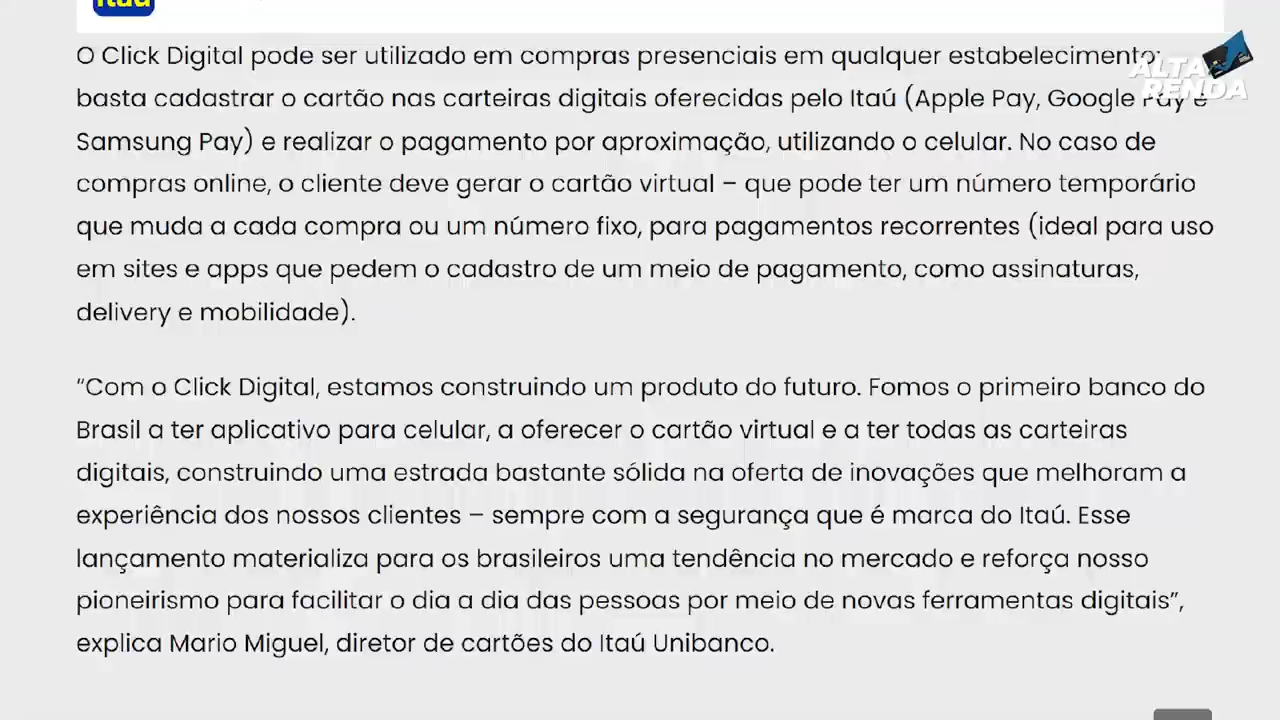 Itaú
O Click Digital pode ser utilizado em compras presenciais em qualquer estabelecimento:
basta cadastrar o cartão nas carteiras digitais oferecidas pelo Itaú (Apple Pay, Google Pay e
Samsung Pay) e realizar o pagamento por aproximação, utilizando o celular. No caso de
compras online, o cliente deve gerar o cartão virtual – que pode ter um número temporário
que muda a cada compra ou um número fixo, para pagamentos recorrentes (ideal para uso
em sites e apps que pedem o cadastro de um meio de pagamento, como assinaturas,
delivery e mobilidade).
“Com o Click Digital, estamos construindo um produto do futuro. Fomos o primeiro banco do
Brasil a ter aplicativo para celular, a oferecer o cartão virtual e a ter todas as carteiras
digitais, construindo uma estrada bastante sólida na oferta de inovações que melhoram a
experiência dos nossos clientes – sempre com a segurança que é marca do Itaú. Esse
lançamento materializa para os brasileiros uma tendência no mercado e reforça nosso
pioneirismo para facilitar o dia a dia das pessoas por meio de novas ferramentas digitais”,
explica Mario Miguel, diretor de cartões do Itaú Unibanco.
ALTA
RENDA